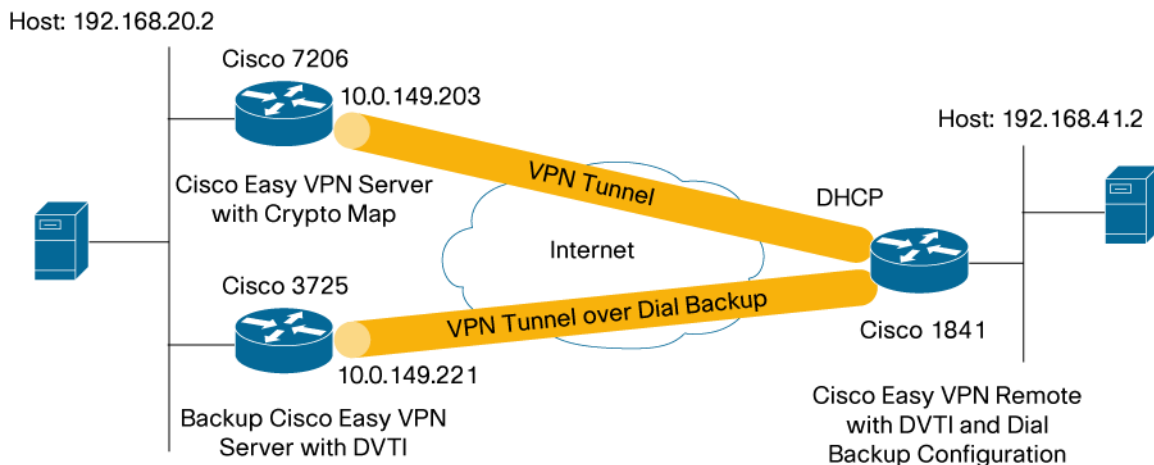 Host: 192.168.20.2
Cisco 7206
10.0.149.203
Cisco Easy VPN Server
with Crypto Map
VPN Tunnel
Internet
Cisco 3725
VPN Tunnel over Dial Backup
10.0.149.221
Backup Cisco Easy VPN
Server with DVTI
Host: 192.168.41.2
DHCP
Cisco 1841
Cisco Easy VPN Remote
with DVTI and Dial
Backup Configuration